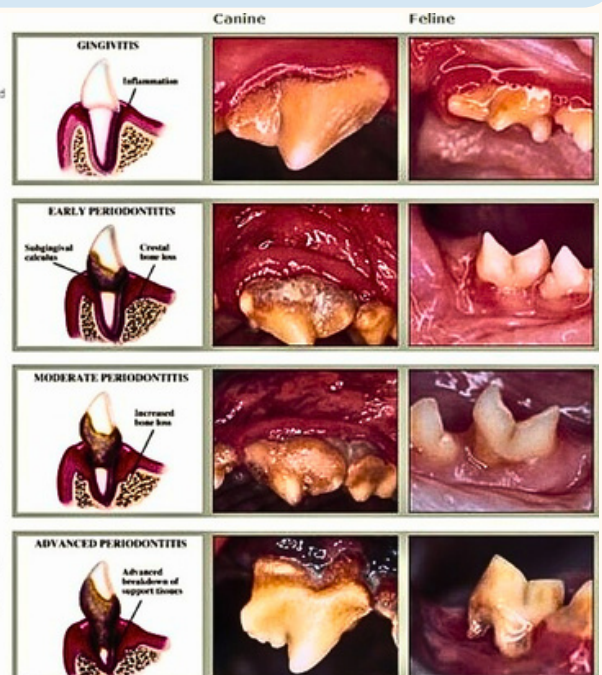 Canine Feline
GINGIVITIS
Inflammation
EARLY PERIODONTITIS
Subgingival
calculus
Crestal
bone loss
MODERATE PERIODONTITIS
Increased
bone loss
ADVANCED PERIODONTITIS
Advanced
breakdown of
support tissues